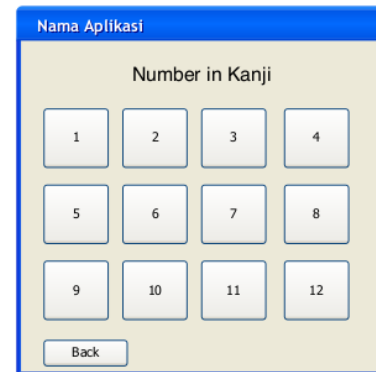 Nama Aplikasi
Number in Kanji
1 2 3 4
5 6 7 8
9 10 11 12
Back